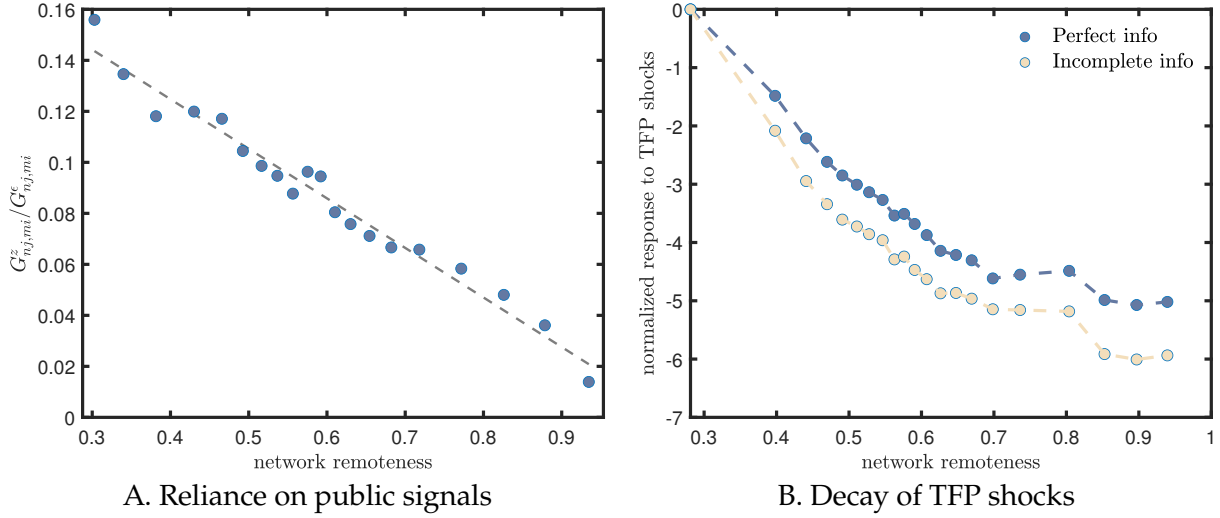 0.16
0.14
0.12
0.1
0.08
0.06
0.04
0.02
0
G^z_{nj,mi}/G^ϵ_{nj,mi}
0.3 0.4 0.5 0.6 0.7 0.8 0.9
network remoteness
A. Reliance on public signals
0
-1
-2
-3
-4
-5
-6
-7
normalized response to TFP shocks
Perfect info
Incomplete info
0.3 0.4 0.5 0.6 0.7 0.8 0.9 1
network remoteness
B. Decay of TFP shocks